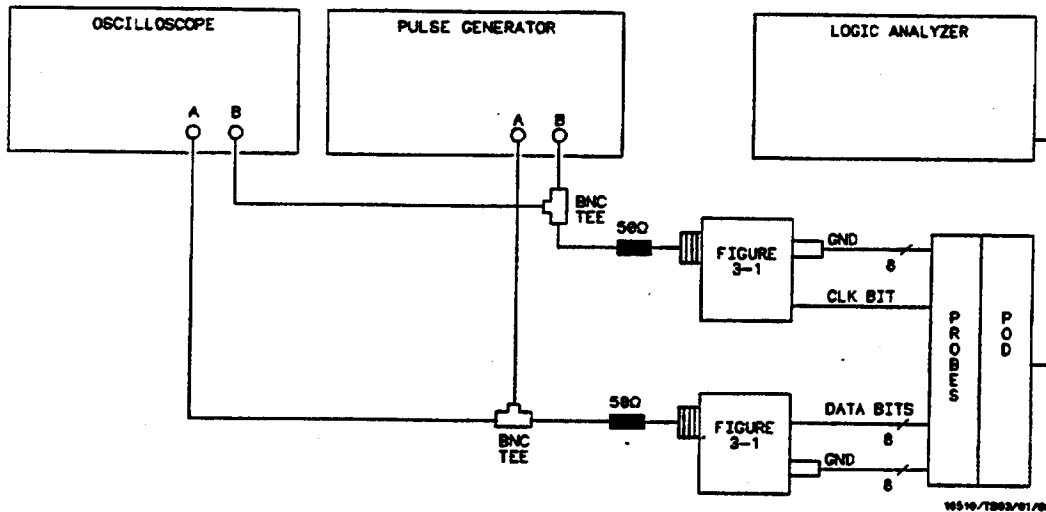 OSCILLOSCOPE
A B
PULSE GENERATOR
A B
LOGIC ANALYZER
BNC
TEE
50Ω
FIGURE
3-1
GND
8
CLK BIT
PROBES
POD
BNC
TEE
50Ω
FIGURE
3-1
DATA BITS
8
GND
8